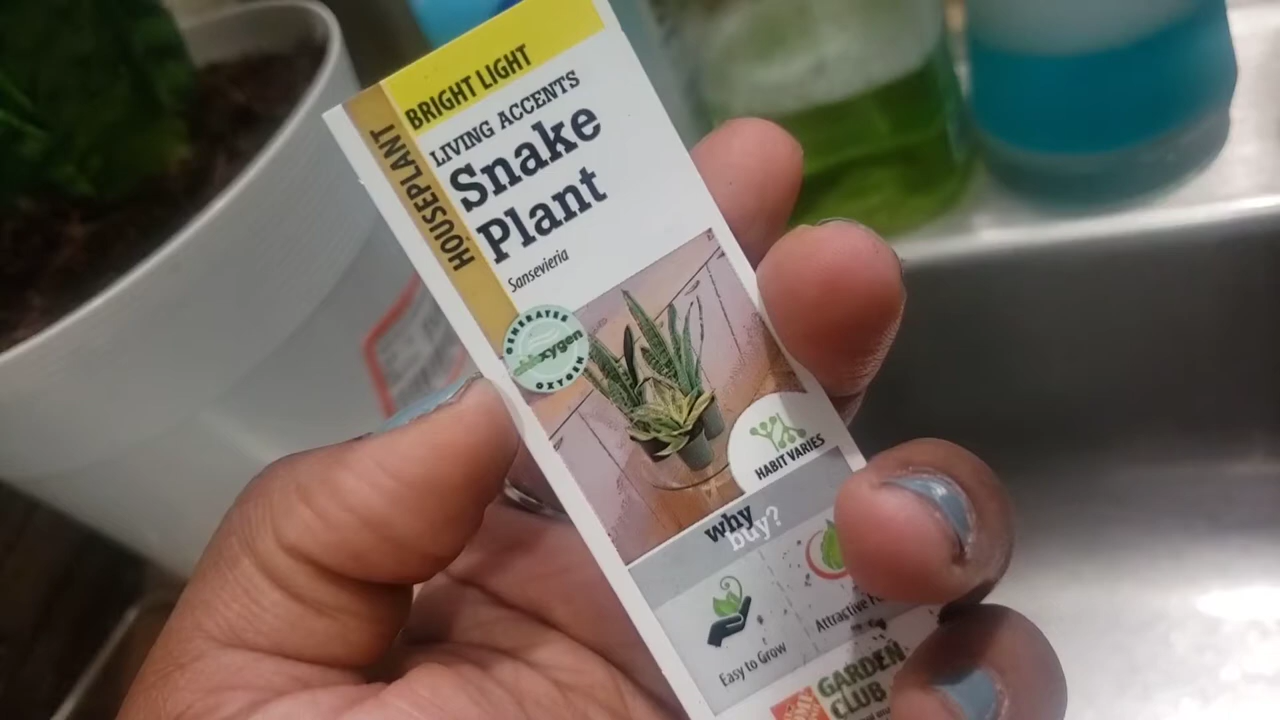 BRIGHT LIGHT
HOUSEPLANT
LIVING ACCENTS
Snake
Plant
Sansevieria
GENERATES
OXYGEN
HABIT VARIES
why
buy?
Easy to Grow
Attractive
GARDEN
CLUB